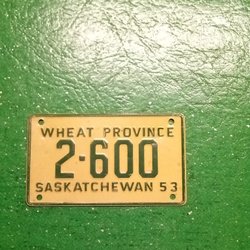 WHEAT PROVINCE
2-600
SASKATCHEWAN 53